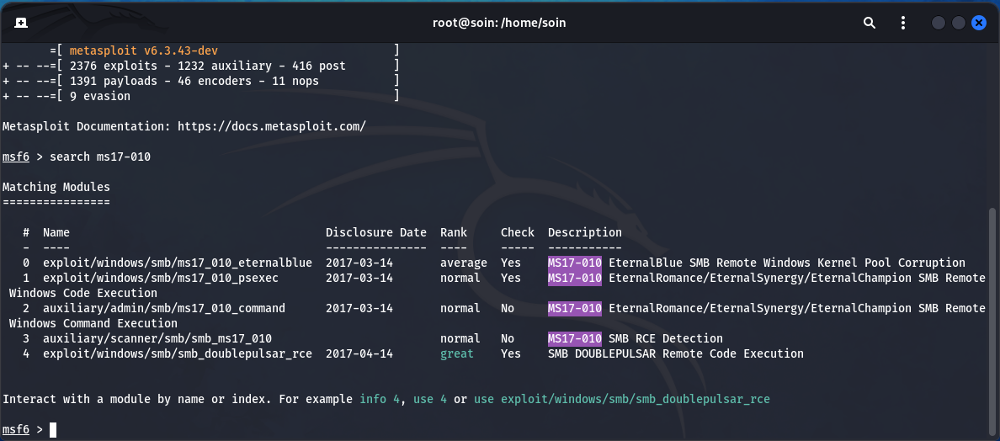 root@soin: /home/soin
=[ metasploit v6.3.43-dev ]
+ -- --=[ 2376 exploits - 1232 auxiliary - 416 post ]
+ -- --=[ 1391 payloads - 46 encoders - 11 nops ]
+ -- --=[ 9 evasion ]
Metasploit Documentation: https://docs.metasploit.com/
msf6 > search ms17-010
Matching Modules
================
# Name Disclosure Date Rank Check Description
- ---- --------------- ---- ----- -----------
0 exploit/windows/smb/ms17_010_eternalblue 2017-03-14 average Yes MS17-010 EternalBlue SMB Remote Windows Kernel Pool Corruption
1 exploit/windows/smb/ms17_010_psexec 2017-03-14 normal Yes MS17-010 EternalRomance/EternalSynergy/EternalChampion SMB Remote
Windows Code Execution
2 auxiliary/admin/smb/ms17_010_command 2017-03-14 normal No MS17-010 EternalRomance/EternalSynergy/EternalChampion SMB Remote
Windows Command Execution
3 auxiliary/scanner/smb/smb_ms17_010 normal No MS17-010 SMB RCE Detection
4 exploit/windows/smb/smb_doublepulsar_rce 2017-04-14 great Yes SMB DOUBLEPULSAR Remote Code Execution
Interact with a module by name or index. For example info 4, use 4 or use exploit/windows/smb/smb_doublepulsar_rce
msf6 >